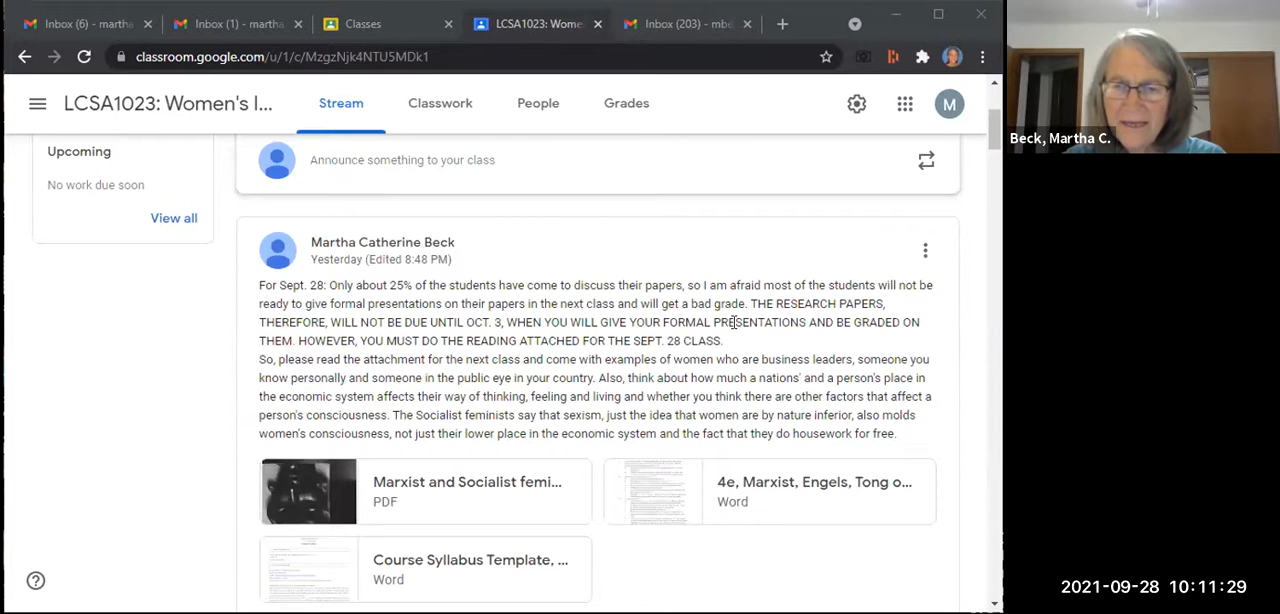 Inbox (6) - martha
Inbox (1) - martha
Classes
LCSA1023: Wome
Inbox (203) - mbe
classroom.google.com/u/1/c/MzgzNjk4NTU5MDk1
LCSA1023: Women's I...
Stream
Classwork
People
Grades
M
Beck, Martha C.
Upcoming
No work due soon
View all
Announce something to your class
Martha Catherine Beck
Yesterday (Edited 8:48 PM)
For Sept. 28: Only about 25% of the students have come to discuss their papers, so I am afraid most of the students will not be
ready to give formal presentations on their papers in the next class and will get a bad grade. THE RESEARCH PAPERS,
THEREFORE, WILL NOT BE DUE UNTIL OCT. 3, WHEN YOU WILL GIVE YOUR FORMAL PRESENTATIONS AND BE GRADED ON
THEM. HOWEVER, YOU MUST DO THE READING ATTACHED FOR THE SEPT. 28 CLASS.
So, please read the attachment for the next class and come with examples of women who are business leaders, someone you
know personally and someone in the public eye in your country. Also, think about how much a nations' and a person's place in
the economic system affects their way of thinking, feeling and living and whether you think there are other factors that affect a
person's consciousness. The Socialist feminists say that sexism, just the idea that women are by nature inferior, also molds
women's consciousness, not just their lower place in the economic system and the fact that they do housework for free.
Marxist and Socialist femi...
PDF
4e, Marxist, Engels, Tong o...
Word
Course Syllabus Template, ...
Word
2021-09-28 10:11:29